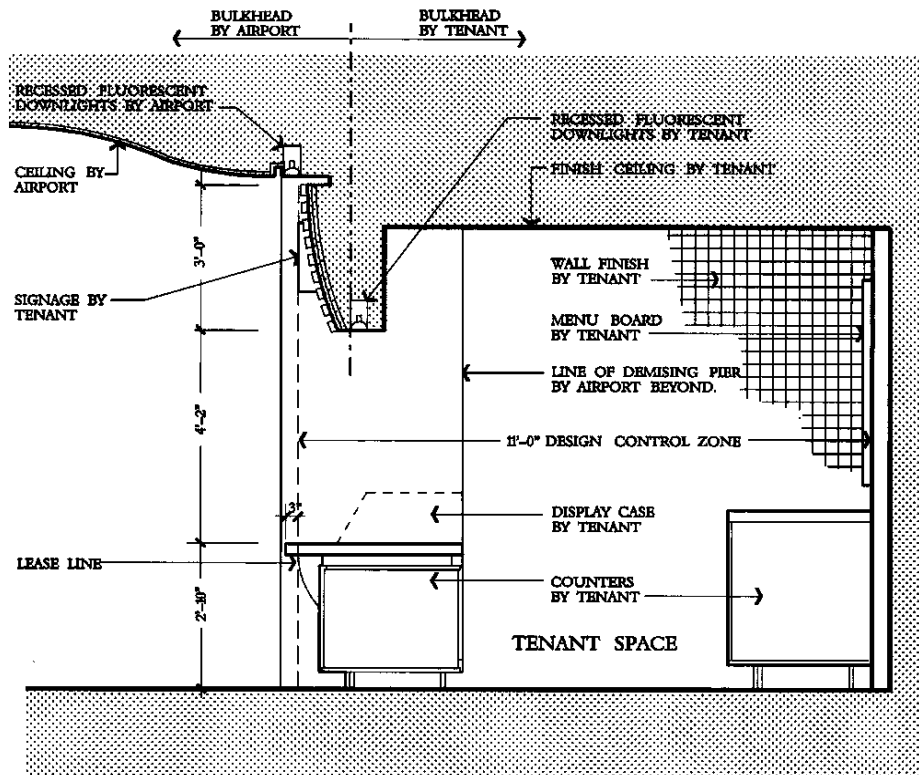 BULKHEAD
BY AIRPORT
BULKHEAD
BY TENANT
RECESSED FLUORESCENT
DOWNLIGHTS BY AIRPORT
RECESSED FLUORESCENT
DOWNLIGHTS BY TENANT
CEILING BY
AIRPORT
FINISH CEILING BY TENANT
3'-0"
WALL FINISH
BY TENANT
SIGNAGE BY
TENANT
MENU BOARD
BY TENANT
LINE OF DEMISING PIER
BY AIRPORT BEYOND.
4'-2"
11'-0" DESIGN CONTROL ZONE
3"
DISPLAY CASE
BY TENANT
LEASE LINE
COUNTERS
BY TENANT
2'-10"
TENANT SPACE